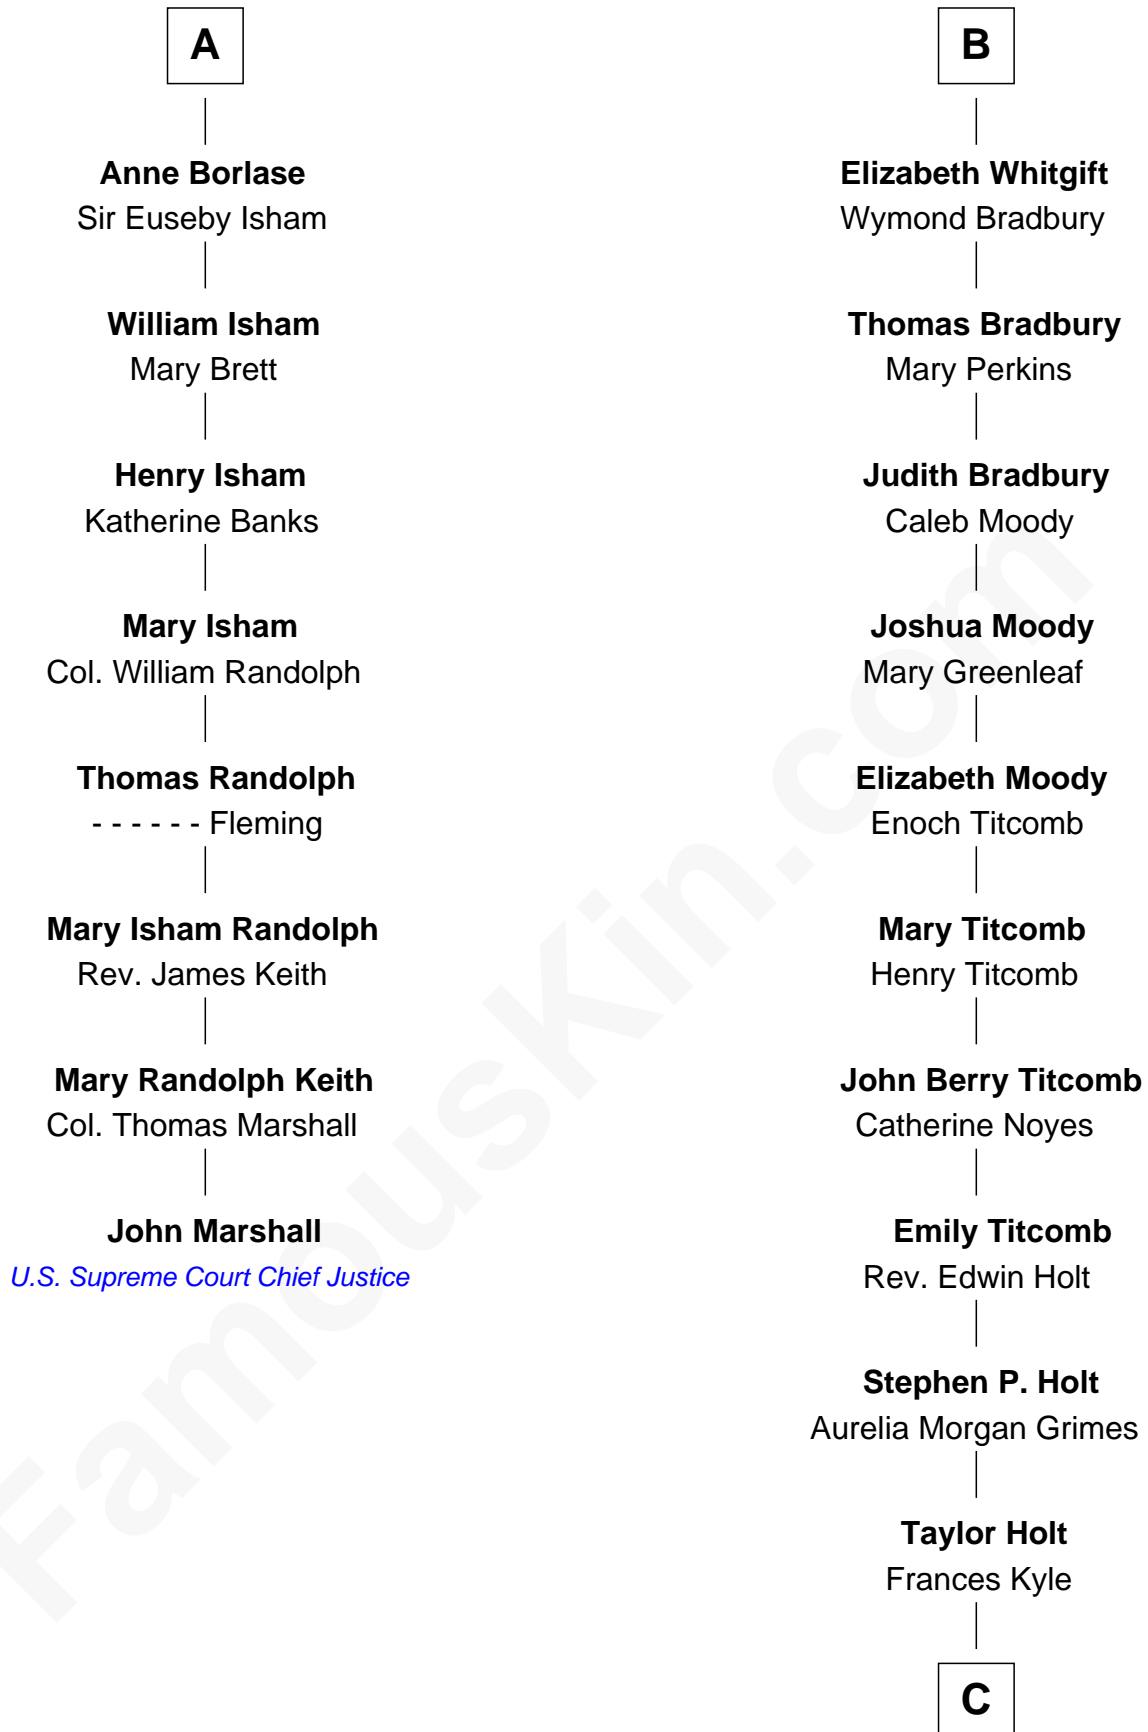 A
Anne Borlase
Sir Euseby Isham
William Isham
Mary Brett
Henry Isham
Katherine Banks
Mary Isham
Col. William Randolph
Thomas Randolph
- - - - - - Fleming
Mary Isham Randolph
Rev. James Keith
Mary Randolph Keith
Col. Thomas Marshall
John Marshall
U.S. Supreme Court Chief Justice
B
Elizabeth Whitgift
Wymond Bradbury
Thomas Bradbury
Mary Perkins
Judith Bradbury
Caleb Moody
Joshua Moody
Mary Greenleaf
Elizabeth Moody
Enoch Titcomb
Mary Titcomb
Henry Titcomb
John Berry Titcomb
Catherine Noyes
Emily Titcomb
Rev. Edwin Holt
Stephen P. Holt
Aurelia Morgan Grimes
Taylor Holt
Frances Kyle
C
FamousKin.com